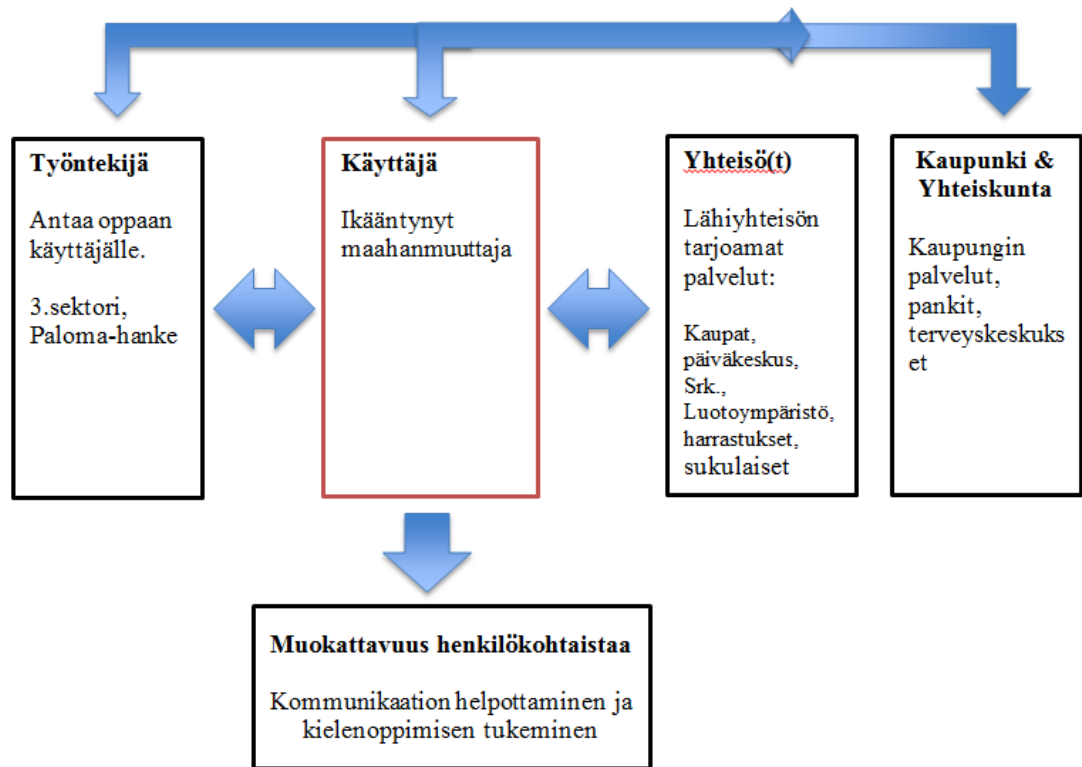 Työntekijä
Antaa oppaan
käyttäjälle.
3.sektori,
Paloma-hanke
Käyttäjä
Ikääntynyt
maahanmuuttaja
Yhteisö(t)
Lähiyhteisön
tarjoamat
palvelut:
Kaupat,
päiväkeskus,
Srk.,
Luotoympäristö,
harrastukset,
sukulaiset
Kaupunki &
Yhteiskunta
Kaupungin
palvelut,
pankit,
terveyskeskuks
et
Muokattavuus henkilökohtaistaa
Kommunikaation helpottaminen ja
kielenoppimisen tukeminen